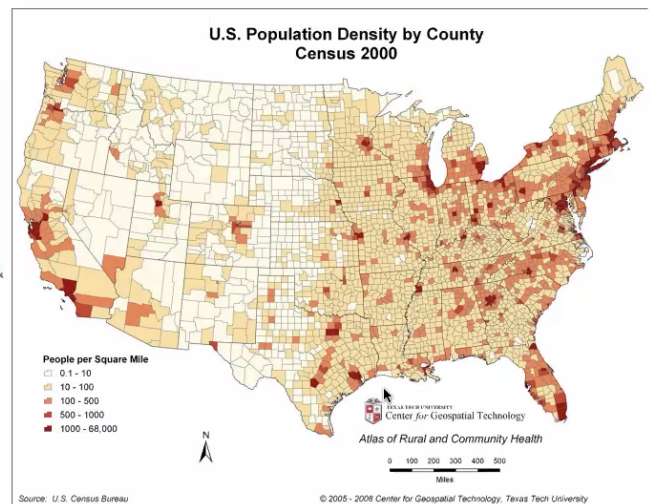 U.S. Population Density by County
Census 2000
People per Square Mile
0.1 - 10
10 - 100
100 - 500
500 - 1000
1000 - 68,000
N
TEXAS TECH UNIVERSITY
Center for Geospatial Technology
Atlas of Rural and Community Health
0 100 200 300 400 500
Miles
Source: U.S. Census Bureau
© 2005 - 2008 Center for Geospatial Technology, Texas Tech University